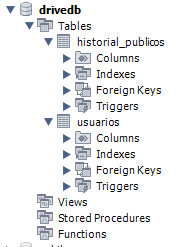 drivedb
Tables
historial_publicos
Columns
Indexes
Foreign Keys
Triggers
usuarios
Columns
Indexes
Foreign Keys
Triggers
Views
Stored Procedures
Functions